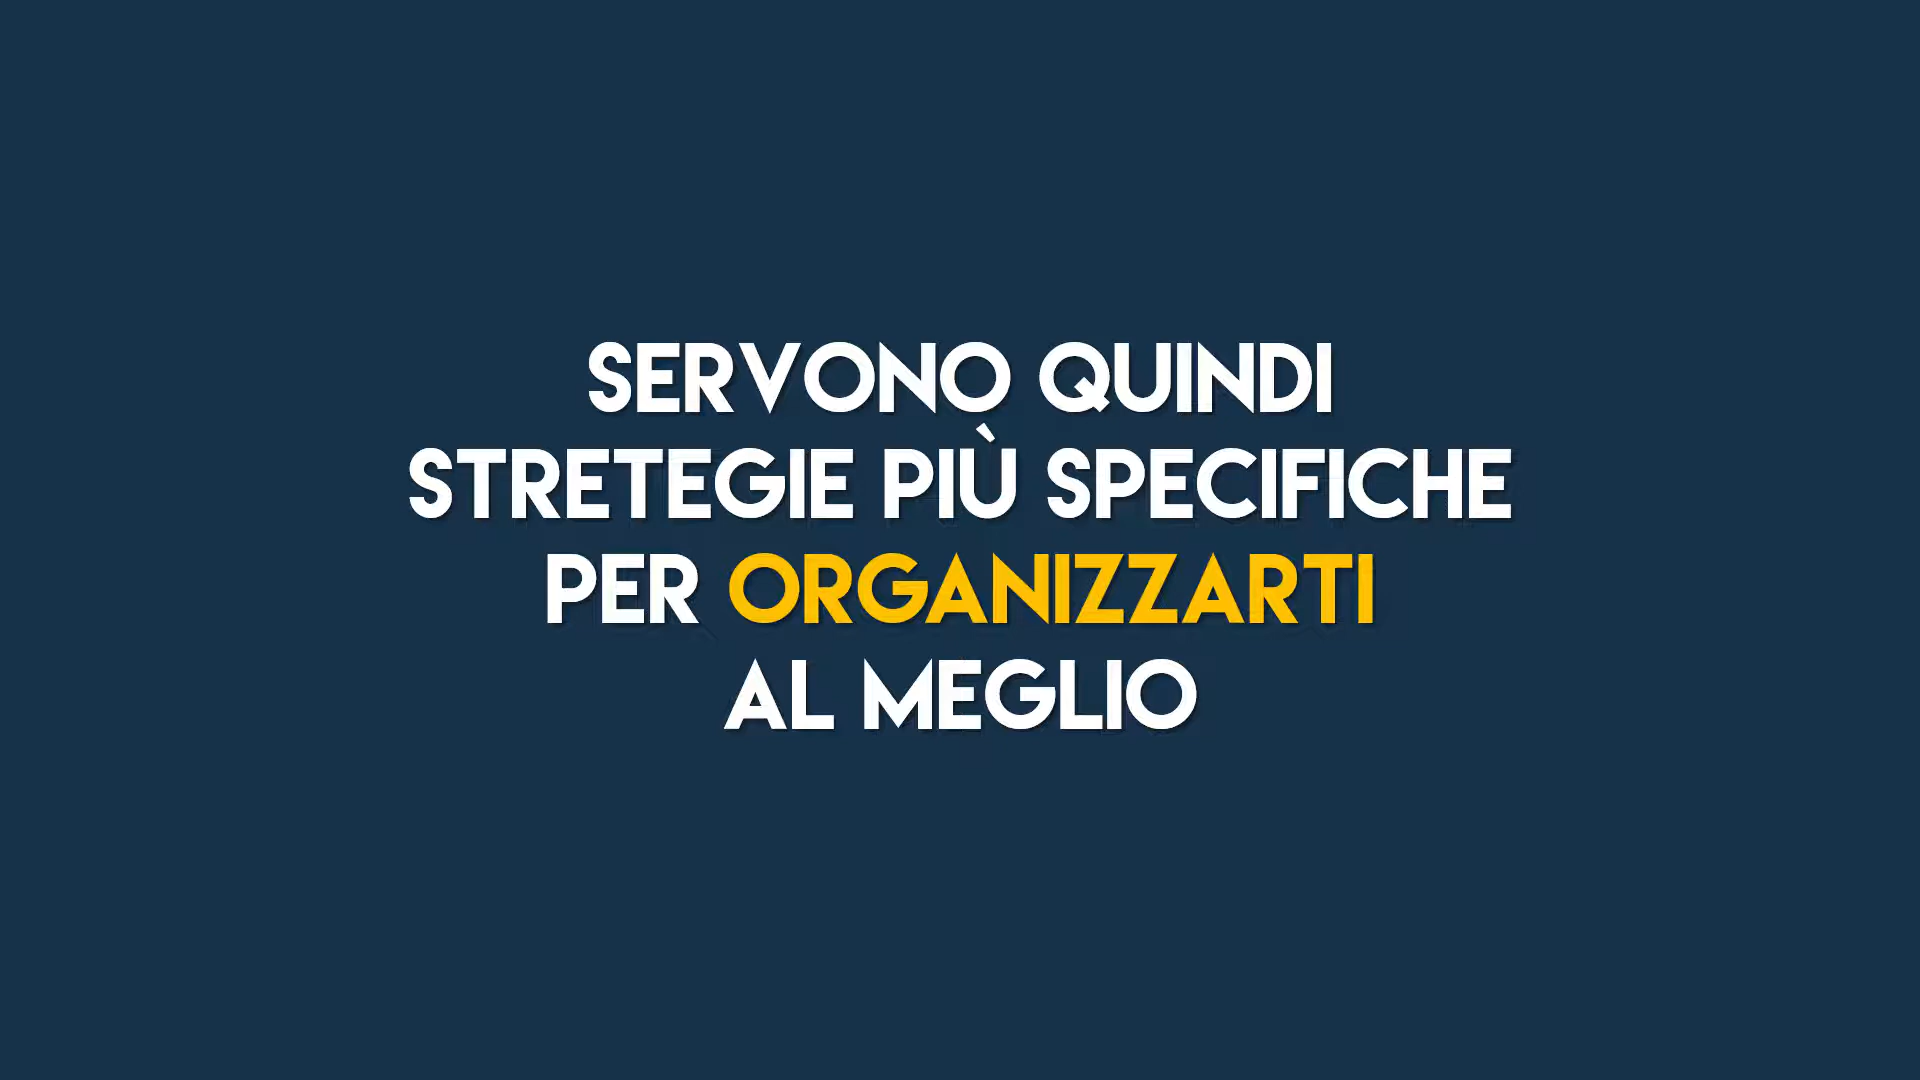 SERVONO QUINDI
STRETEGIE PIÙ SPECIFICHE
PER ORGANIZZARTI
AL MEGLIO